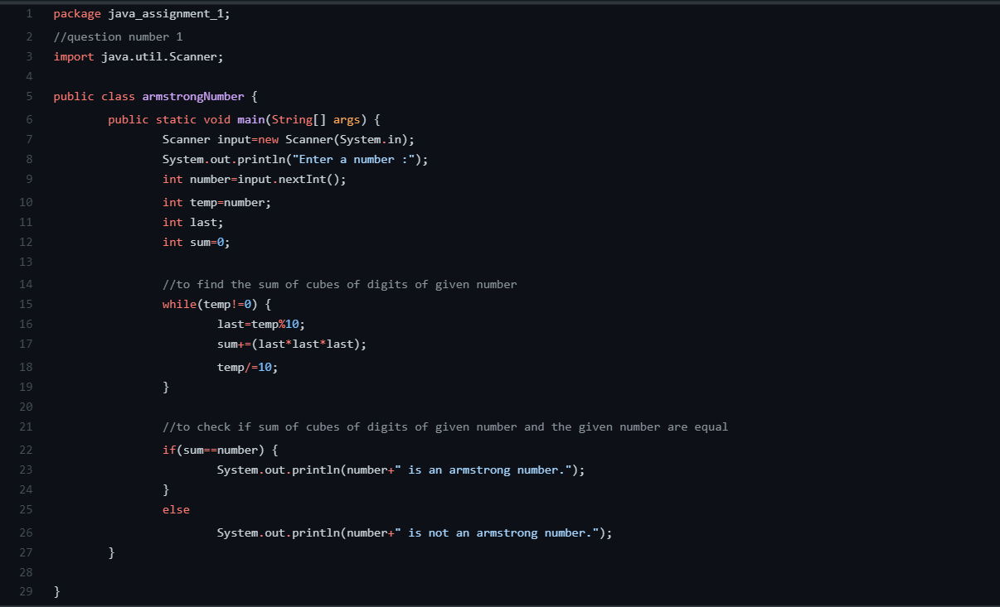 1 package java_assignment_1;
2 //question number 1
3 import java.util.Scanner;
4
5 public class armstrongNumber {
6 public static void main(String[] args) {
7 Scanner input=new Scanner(System.in);
8 System.out.println("Enter a number :");
9 int number=input.nextInt();
10 int temp=number;
11 int last;
12 int sum=0;
13
14 //to find the sum of cubes of digits of given number
15 while(temp!=0) {
16 last=temp%10;
17 sum+=(last*last*last);
18 temp/=10;
19 }
20
21 //to check if sum of cubes of digits of given number and the given number are equal
22 if(sum==number) {
23 System.out.println(number+" is an armstrong number.");
24 }
25 else
26 System.out.println(number+" is not an armstrong number.");
27 }
28
29 }